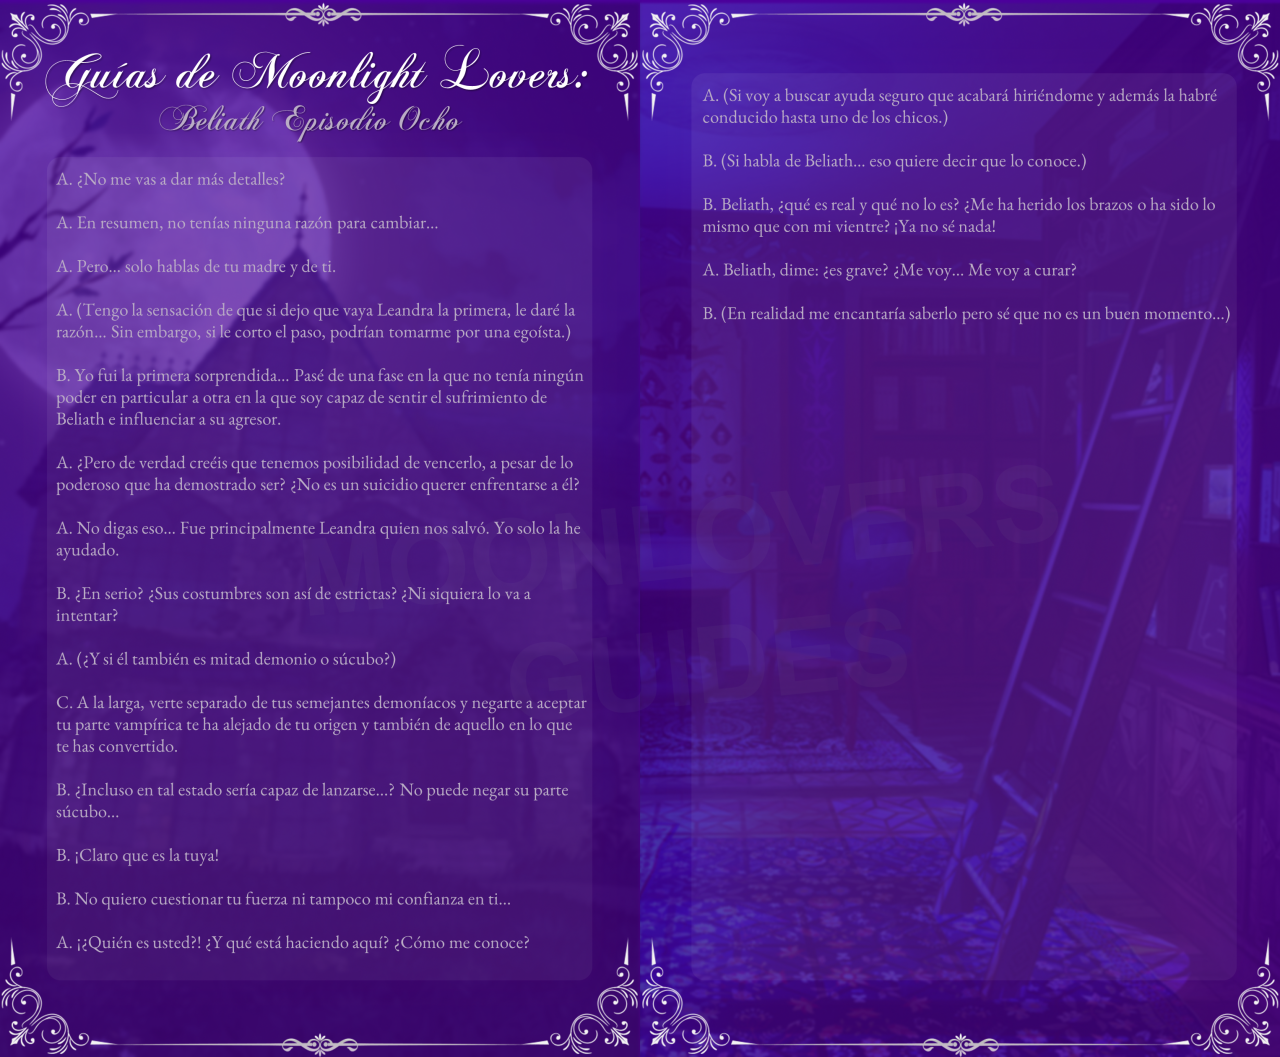 Guías de Moonlight Lovers:
Beliath Episodio Ocho
A. ¿No me vas a dar más detalles?
A. En resumen, no tenías ninguna razón para cambiar...
A. Pero... solo hablas de tu madre y de ti.
A. (Tengo la sensación de que si dejo que vaya Leandra la primera, le daré la
razón... Sin embargo, si le corto el paso, podrían tomarme por una egoísta.)
B. Yo fui la primera sorprendida... Pasé de una fase en la que no tenía ningún
poder en particular a otra en la que soy capaz de sentir el sufrimiento de
Beliath e influenciar a su agresor.
A. ¿Pero de verdad creéis que tenemos posibilidad de vencerlo, a pesar de lo
poderoso que ha demostrado ser? ¿No es un suicidio querer enfrentarse a él?
A. No digas eso... Fue principalmente Leandra quien nos salvó. Yo solo la he
ayudado.
B. ¿En serio? ¿Sus costumbres son así de estrictas? ¿Ni siquiera lo va a
intentar?
A. (¿Y si él también es mitad demonio o súcubo?)
C. A la larga, verte separado de tus semejantes demoníacos y negarte a aceptar
tu parte vampírica te ha alejado de tu origen y también de aquello en lo que
te has convertido.
B. ¿Incluso en tal estado sería capaz de lanzarse...? No puede negar su parte
súcubo...
B. ¡Claro que es la tuya!
B. No quiero cuestionar tu fuerza ni tampoco mi confianza en ti...
A. ¡¿Quién es usted?! ¿Y qué está haciendo aquí? ¿Cómo me conoce?
A. (Si voy a buscar ayuda seguro que acabará hiriéndome y además la habré
conducido hasta uno de los chicos.)
B. (Si habla de Beliath... eso quiere decir que lo conoce.)
B. Beliath, ¿qué es real y qué no lo es? ¿Me ha herido los brazos o ha sido lo
mismo que con mi vientre? ¡Ya no sé nada!
A. Beliath, dime: ¿es grave? ¿Me voy... Me voy a curar?
B. (En realidad me encantaría saberlo pero sé que no es un buen momento...)
MOONLOVERS
GUIDES